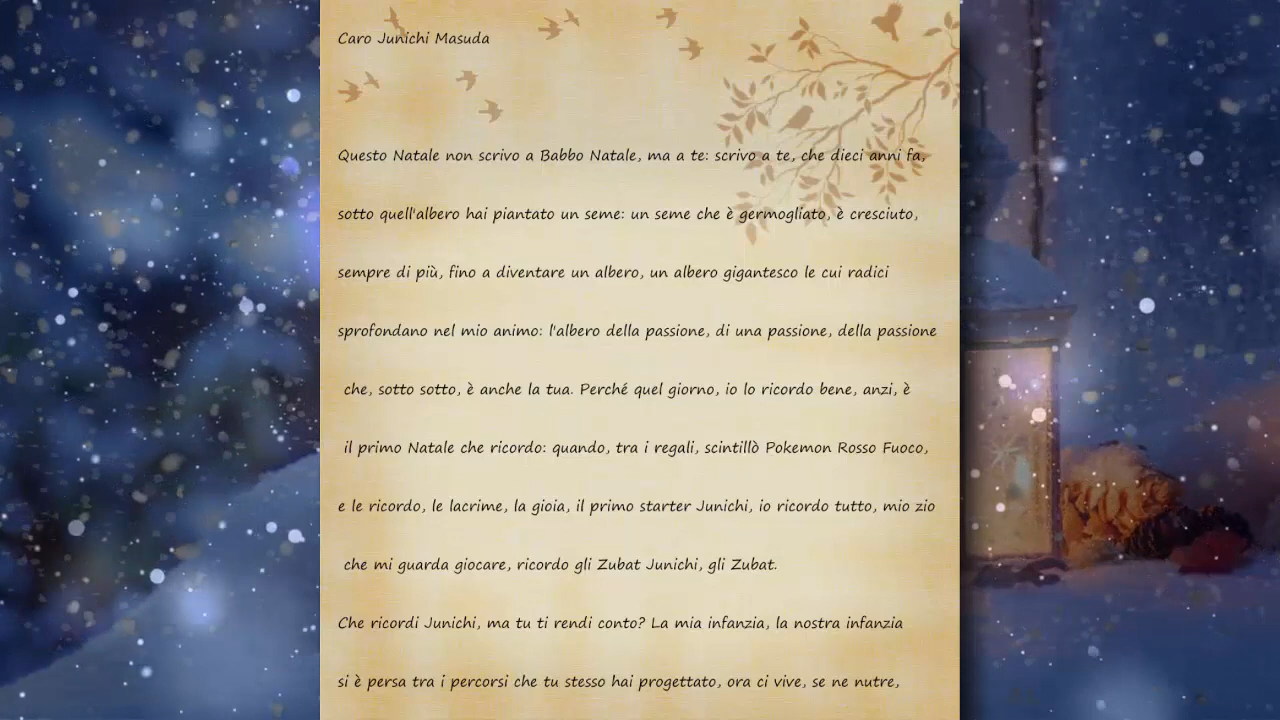 Caro Junichi Masuda
Questo Natale non scrivo a Babbo Natale, ma a te: scrivo a te, che dieci anni fa,
sotto quell'albero hai piantato un seme: un seme che è germogliato, è cresciuto,
sempre di più, fino a diventare un albero, un albero gigantesco le cui radici
sprofondano nel mio animo: l'albero della passione, di una passione, della passione
che, sotto sotto, è anche la tua. Perché quel giorno, io lo ricordo bene, anzi, è
il primo Natale che ricordo: quando, tra i regali, scintillò Pokemon Rosso Fuoco,
e le ricordo, le lacrime, la gioia, il primo starter Junichi, io ricordo tutto, mio zio
che mi guarda giocare, ricordo gli Zubat Junichi, gli Zubat.
Che ricordi Junichi, ma tu ti rendi conto? La mia infanzia, la nostra infanzia
si è persa tra i percorsi che tu stesso hai progettato, ora ci vive, se ne nutre,